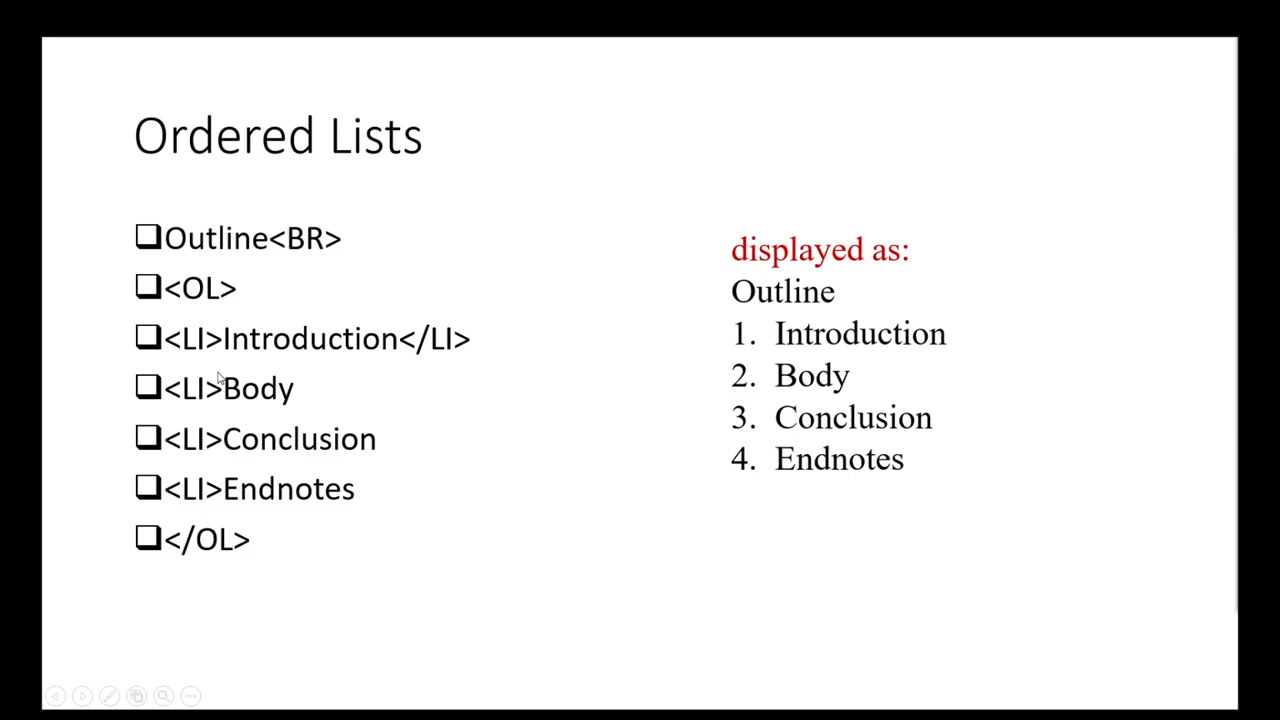 Ordered Lists
Outline<BR>
<OL>
<LI>Introduction</LI>
<LI>Body
<LI>Conclusion
<LI>Endnotes
</OL>
displayed as:
Outline
1. Introduction
2. Body
3. Conclusion
4. Endnotes